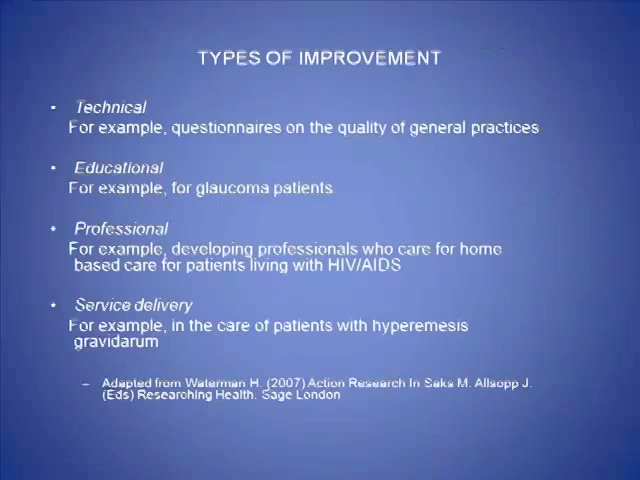 TYPES OF IMPROVEMENT
• Technical
For example, questionnaires on the quality of general practices
• Educational
For example, for glaucoma patients
• Professional
For example, developing professionals who care for home
based care for patients living with HIV/AIDS
• Service delivery
For example, in the care of patients with hyperemesis
gravidarum
– Adapted from Waterman H. (2007) Action Research In Saks M. Allsopp J.
(Eds) Researching Health. Sage London